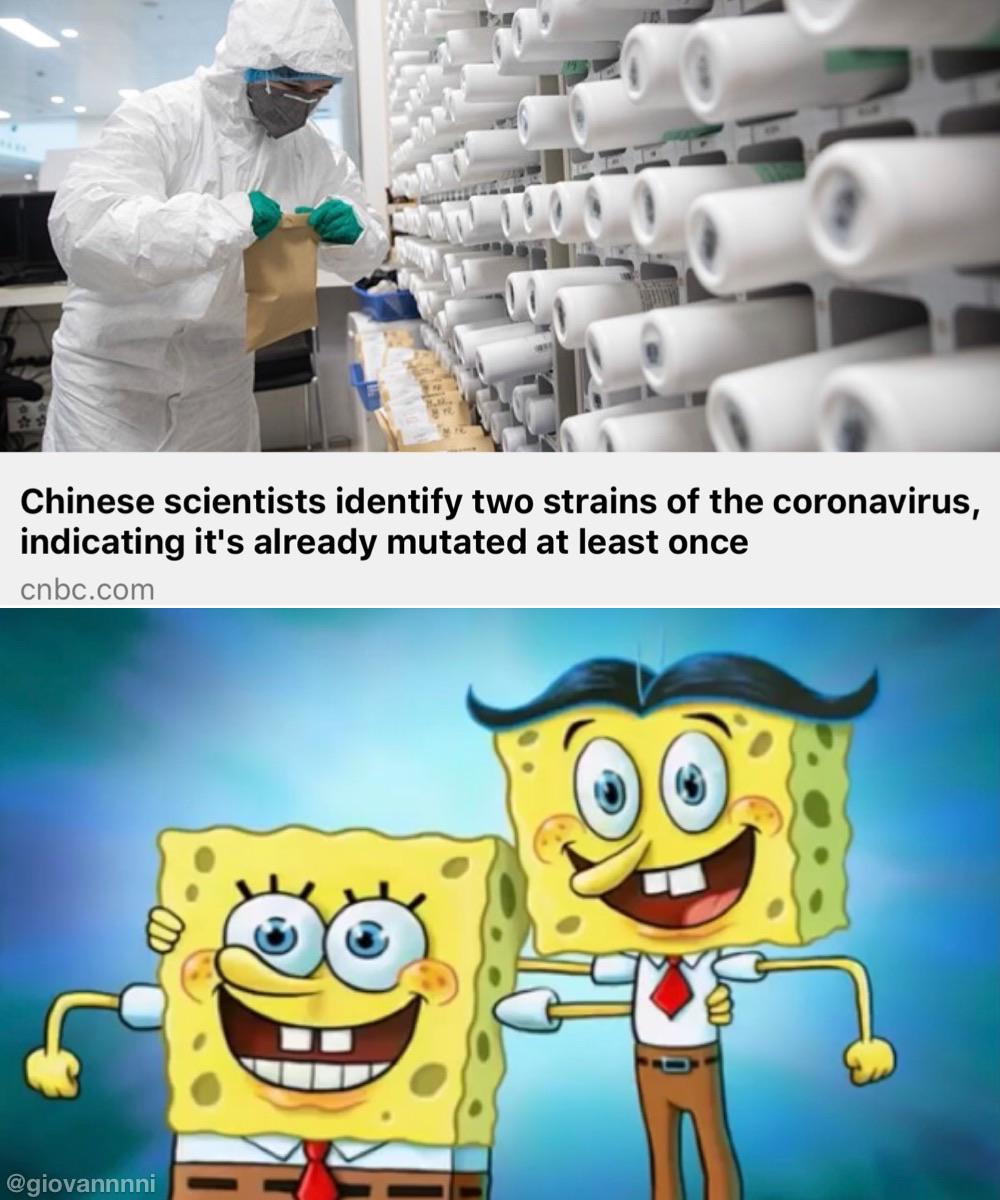 Chinese scientists identify two strains of the coronavirus,
indicating it's already mutated at least once
cnbc.com
@giovannnni